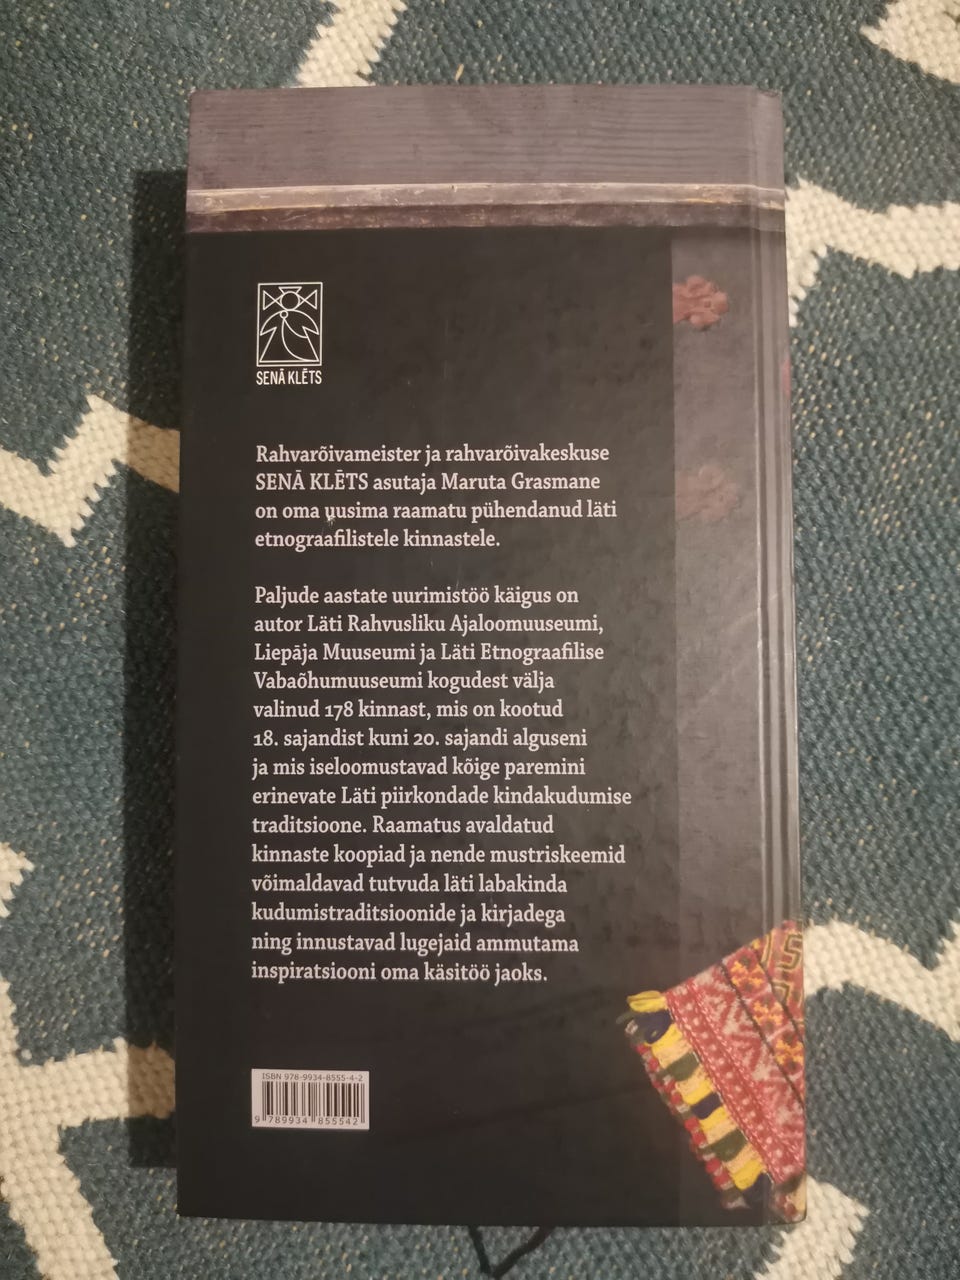 SENĀ KLĒTS
Rahvarõivameister ja rahvarõivakeskuse
SENĀ KLĒTS asutaja Maruta Grasmane
on oma uusima raamatu pühendanud läti
etnograafilistele kinnastele.
Paljude aastate uurimistöö käigus on
autor Läti Rahvusliku Ajaloomuuseumi,
Liepāja Muuseumi ja Läti Etnograafilise
Vabaõhumuuseumi kogudest välja
valinud 178 kinnast, mis on kootud
18. sajandist kuni 20. sajandi alguseni
ja mis iseloomustavad kõige paremini
erinevate Läti piirkondade kindakudumise
traditsioone. Raamatus avaldatud
kinnaste koopiad ja nende mustriskeemid
võimaldavad tutvuda läti labakinda
kudumistraditsioonide ja kirjadega
ning innustavad lugejaid ammutama
inspiratsiooni oma käsitöö jaoks.
ISBN 978-9934-8555-4-2
9 789934 855542